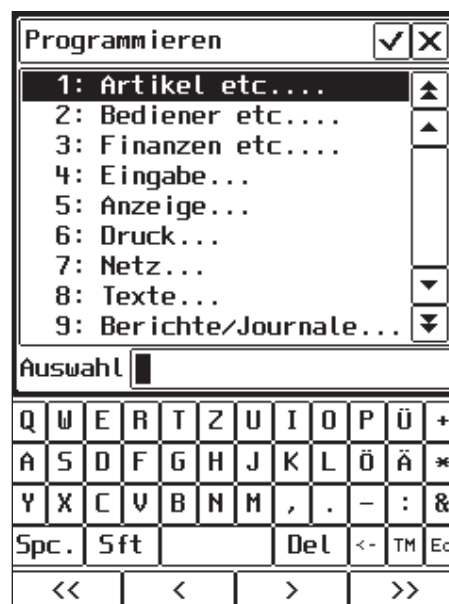 Programmieren
1: Artikel etc....
2: Bediener etc....
3: Finanzen etc....
4: Eingabe...
5: Anzeige...
6: Druck...
7: Netz...
8: Texte...
9: Berichte/Journale...
Auswahl
Q W E R T Z U I O P Ü +
A S D F G H J K L Ö Ä *
Y X C V B N M , . - : &
Spc. Sft Del <- TM Ec
<< < > >>